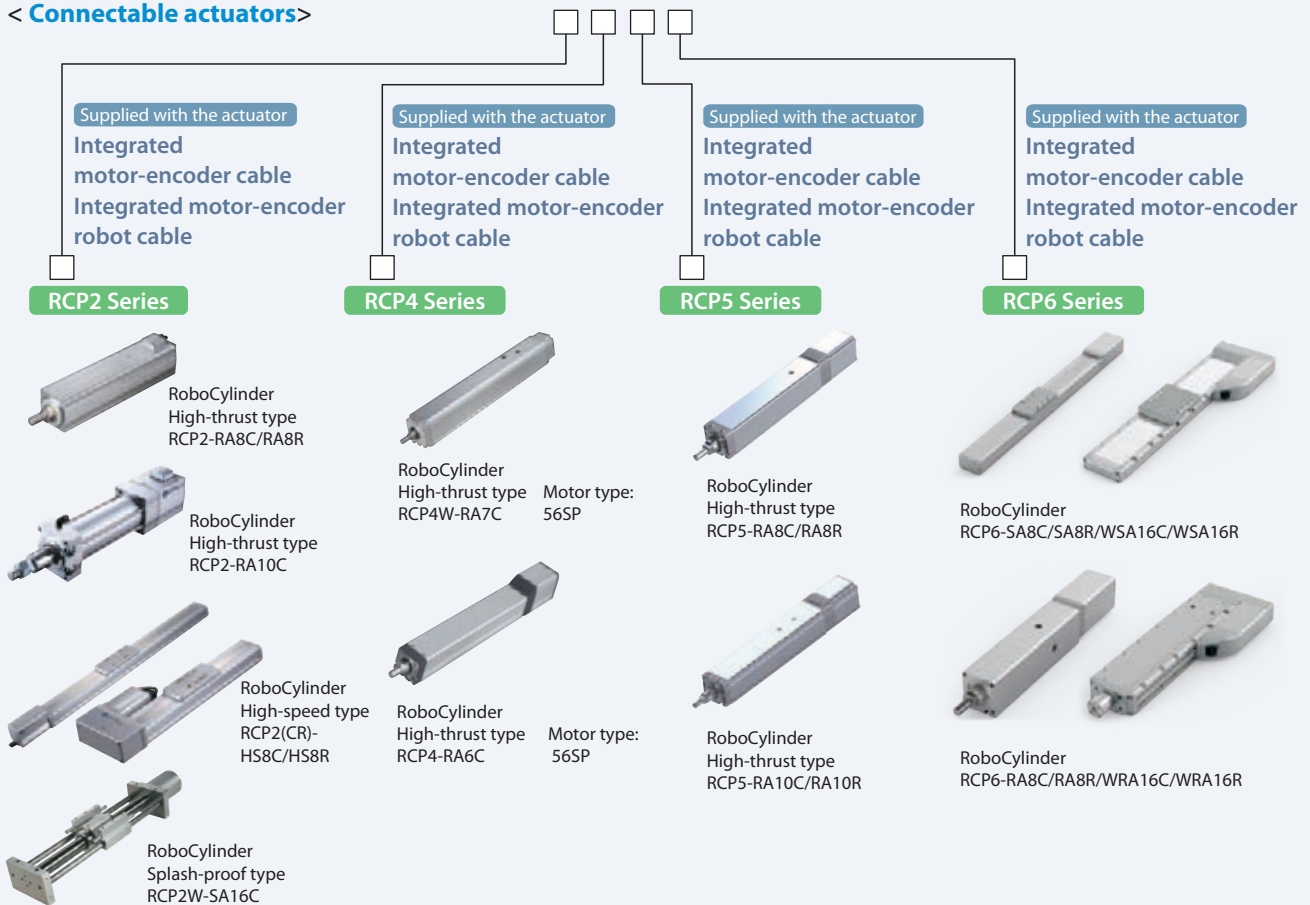 < Connectable actuators>
Supplied with the actuator
Integrated
motor-encoder cable
Integrated motor-encoder
robot cable
RCP2 Series
RoboCylinder
High-thrust type
RCP2-RA8C/RA8R
RoboCylinder
High-thrust type
RCP2-RA10C
RoboCylinder
High-speed type
RCP2(CR)-
HS8C/HS8R
RoboCylinder
Splash-proof type
RCP2W-SA16C
Supplied with the actuator
Integrated
motor-encoder cable
Integrated motor-encoder
robot cable
RCP4 Series
RoboCylinder
High-thrust type
RCP4W-RA7C
Motor type:
56SP
RoboCylinder
High-thrust type
RCP4-RA6C
Motor type:
56SP
Supplied with the actuator
Integrated
motor-encoder cable
Integrated motor-encoder
robot cable
RCP5 Series
RoboCylinder
High-thrust type
RCP5-RA8C/RA8R
RoboCylinder
High-thrust type
RCP5-RA10C/RA10R
Supplied with the actuator
Integrated
motor-encoder cable
Integrated motor-encoder
robot cable
RCP6 Series
RoboCylinder
RCP6-SA8C/SA8R/WSA16C/WSA16R
RoboCylinder
RCP6-RA8C/RA8R/WRA16C/WRA16R